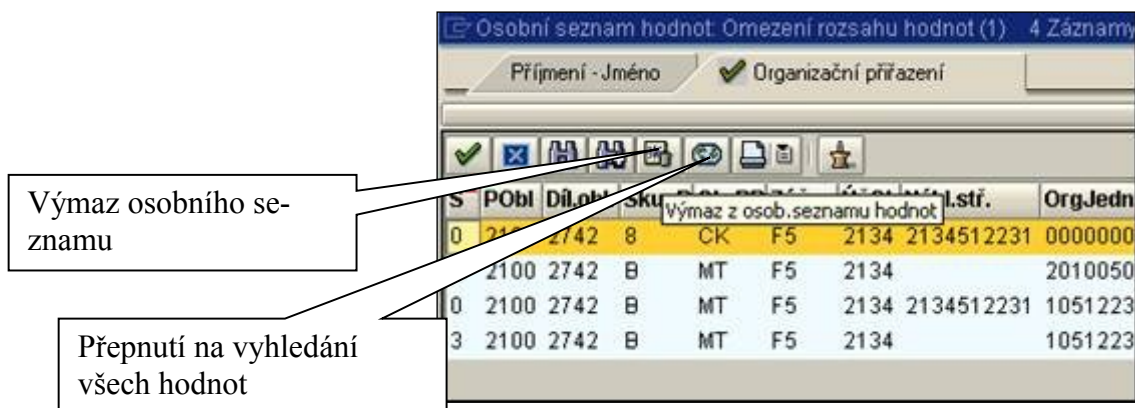 Osobní seznam hodnot: Omezení rozsahu hodnot (1) 4 Záznamy
Příjmení - Jméno
Organizační přiřazení
Výmaz osobního se-
znamu
S PObl Díl.obl Sku l.stř. OrgJedn
Výmaz z osob.seznamu hodnot
0 2742 8 CK F5 2134 2134512231 0000000
2100 2742 B MT F5 2134 2010050
0 2100 2742 B MT F5 2134 2134512231 1051223
3 2100 2742 B MT F5 2134 1051223
Přepnutí na vyhledání
všech hodnot